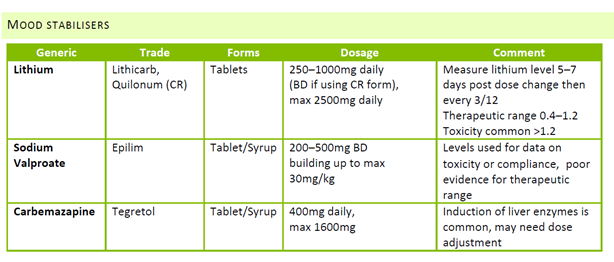 MOOD STABILISERS
Generic Trade Forms Dosage Comment
Lithium Lithicarb, Tablets 250–1000mg daily Measure lithium level 5–7
Quilonum (CR) (BD if using CR form), days post dose change then
max 2500mg daily every 3/12
Therapeutic range 0.4–1.2
Toxicity common >1.2
Sodium Epilim Tablet/Syrup 200–500mg BD Levels used for data on
Valproate building up to max toxicity or compliance, poor
30mg/kg evidence for therapeutic
range
Carbemazapine Tegretol Tablet/Syrup 400mg daily, Induction of liver enzymes is
max 1600mg common, may need dose
adjustment